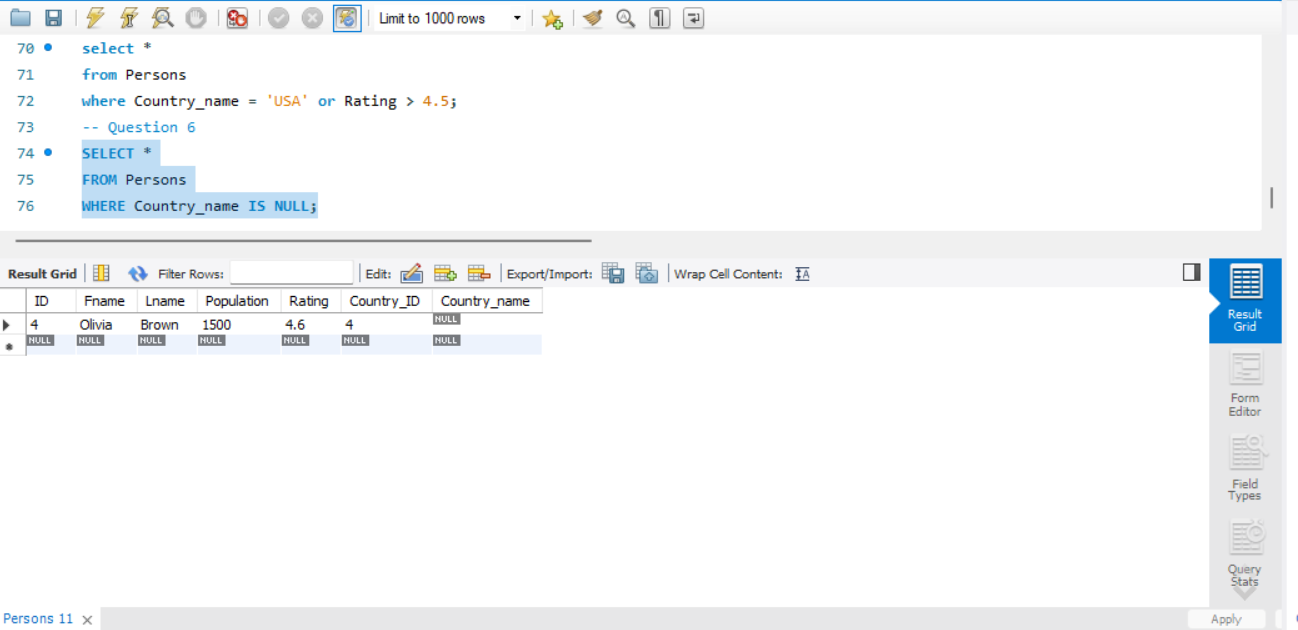 Limit to 1000 rows
70 select *
71 from Persons
72 where Country_name = 'USA' or Rating > 4.5;
73 -- Question 6
74 SELECT *
75 FROM Persons
76 WHERE Country_name IS NULL;
Result Grid Filter Rows: Edit: Export/Import: Wrap Cell Content:
ID Fname Lname Population Rating Country_ID Country_name
4 Olivia Brown 1500 4.6 4 NULL
NULL NULL NULL NULL NULL NULL NULL
Result
Grid
Form
Editor
Field
Types
Query
Stats
Persons 11
Apply